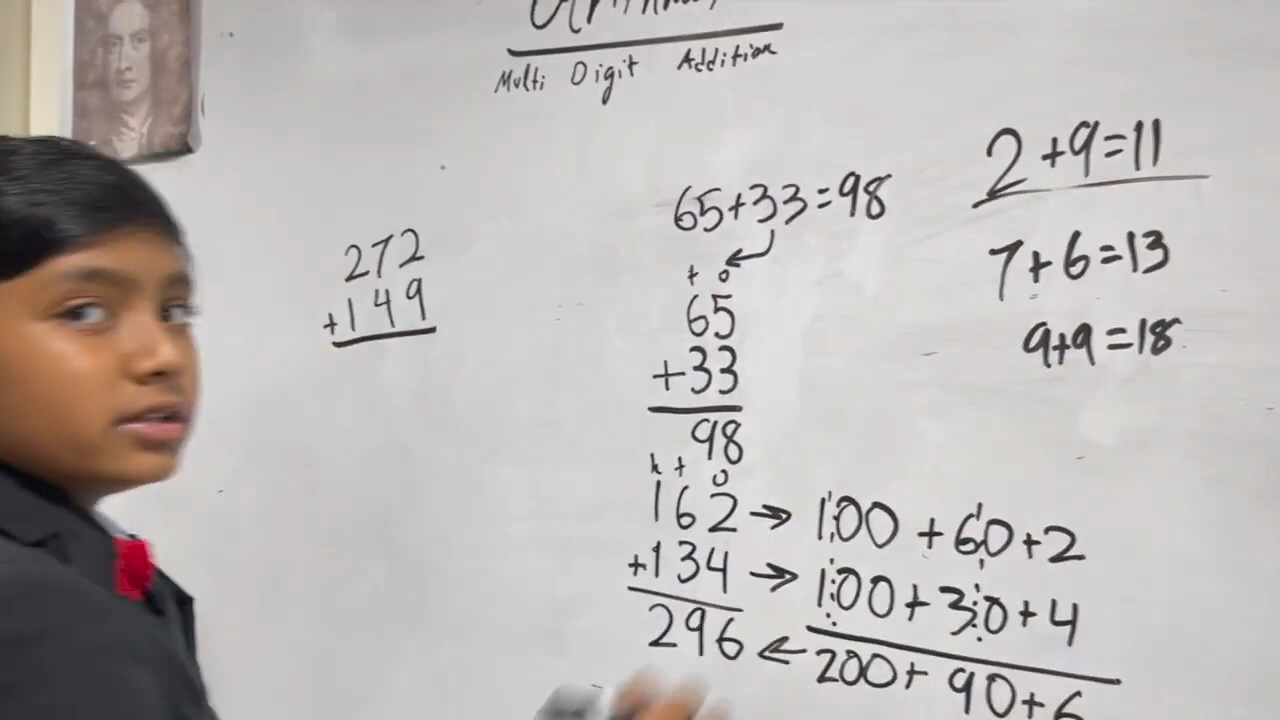 Multi Digit Addition
272
+149
65+33=98
t o
65
+33
98
h t o
162 → 100 + 60+2
+134 → 100+30+4
296 ← 200+ 90+6
2+9=11
7+6=13
9+9=18